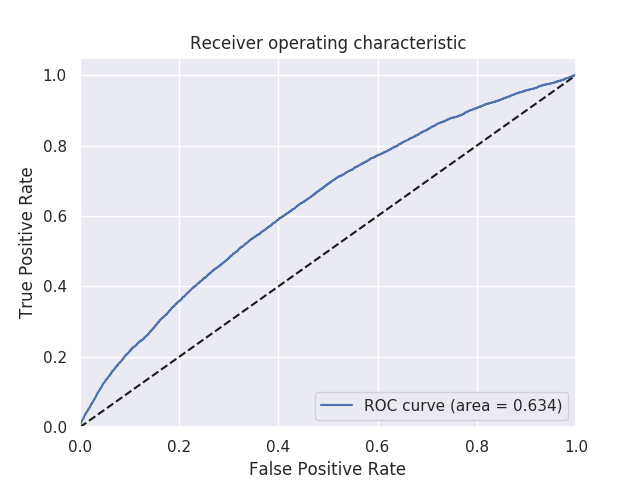 Receiver operating characteristic
1.0
0.8
0.6
0.4
0.2
0.0
True Positive Rate
ROC curve (area = 0.634)
0.0 0.2 0.4 0.6 0.8 1.0
False Positive Rate